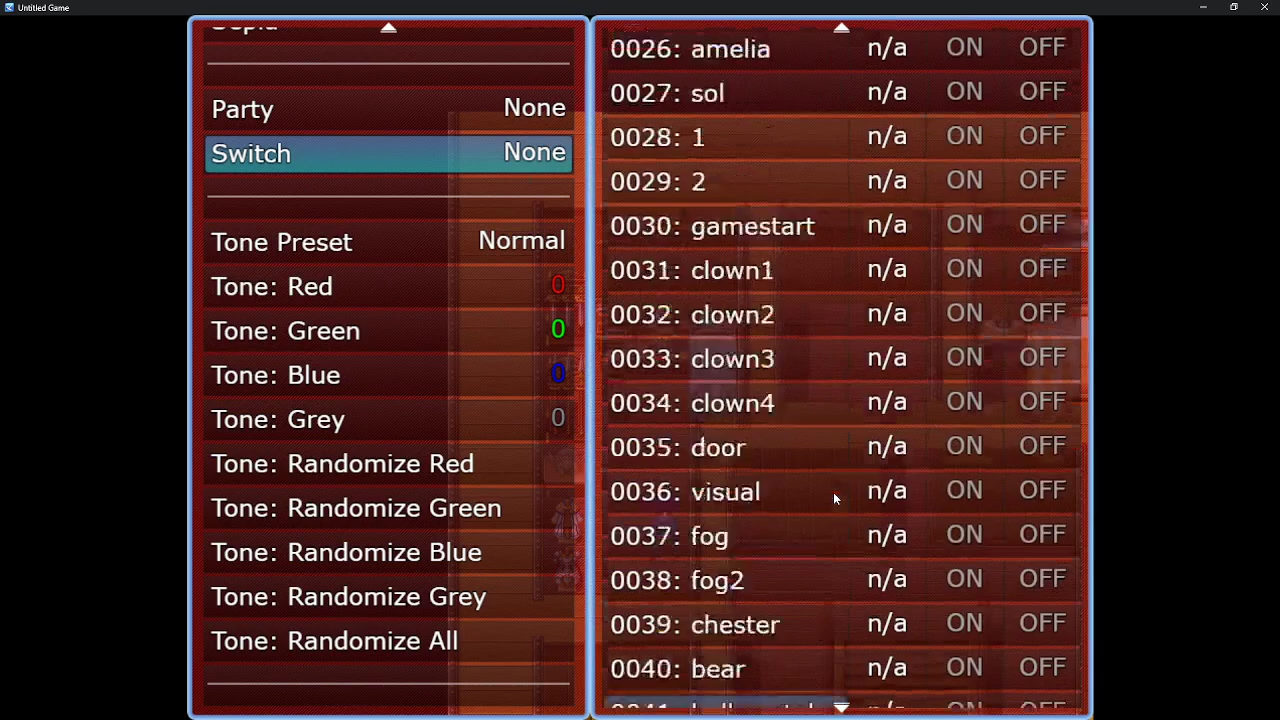 Untitled Game
Sepia
Party None
Switch None
Tone Preset Normal
Tone: Red 0
Tone: Green 0
Tone: Blue 0
Tone: Grey 0
Tone: Randomize Red
Tone: Randomize Green
Tone: Randomize Blue
Tone: Randomize Grey
Tone: Randomize All
0026: amelia n/a ON OFF
0027: sol n/a ON OFF
0028: 1 n/a ON OFF
0029: 2 n/a ON OFF
0030: gamestart n/a ON OFF
0031: clown1 n/a ON OFF
0032: clown2 n/a ON OFF
0033: clown3 n/a ON OFF
0034: clown4 n/a ON OFF
0035: door n/a ON OFF
0036: visual n/a ON OFF
0037: fog n/a ON OFF
0038: fog2 n/a ON OFF
0039: chester n/a ON OFF
0040: bear n/a ON OFF